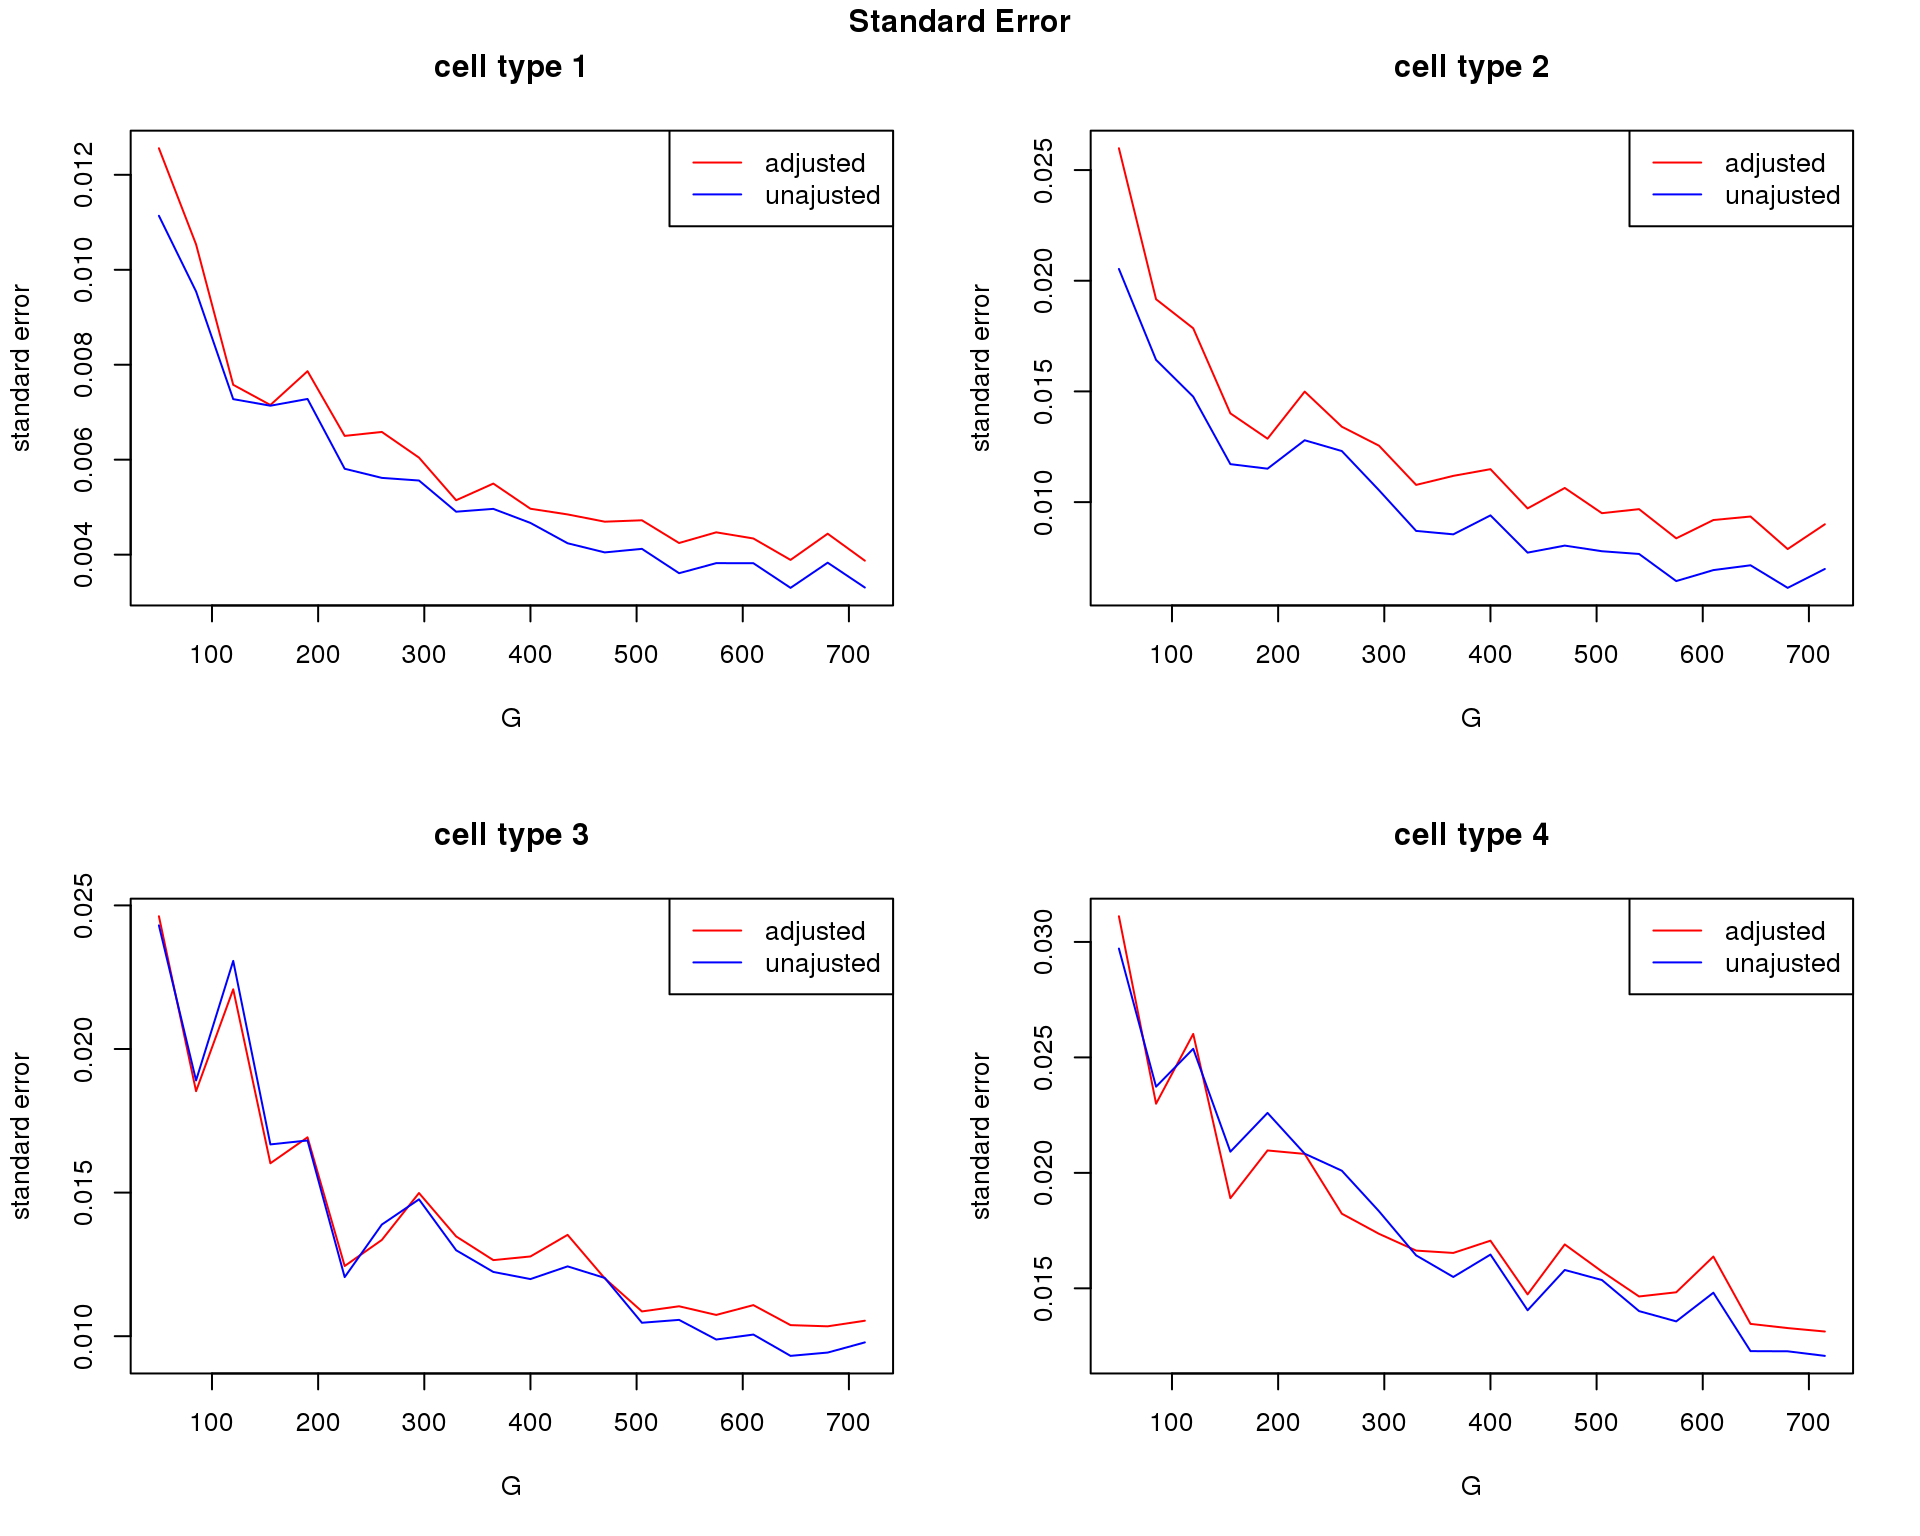 Standard Error
cell type 1
adjusted
unajusted
standard error
0.012
0.010
0.008
0.006
0.004
100 200 300 400 500 600 700
G
cell type 2
adjusted
unajusted
standard error
0.025
0.020
0.015
0.010
100 200 300 400 500 600 700
G
cell type 3
adjusted
unajusted
standard error
0.025
0.020
0.015
0.010
100 200 300 400 500 600 700
G
cell type 4
adjusted
unajusted
standard error
0.030
0.025
0.020
0.015
100 200 300 400 500 600 700
G